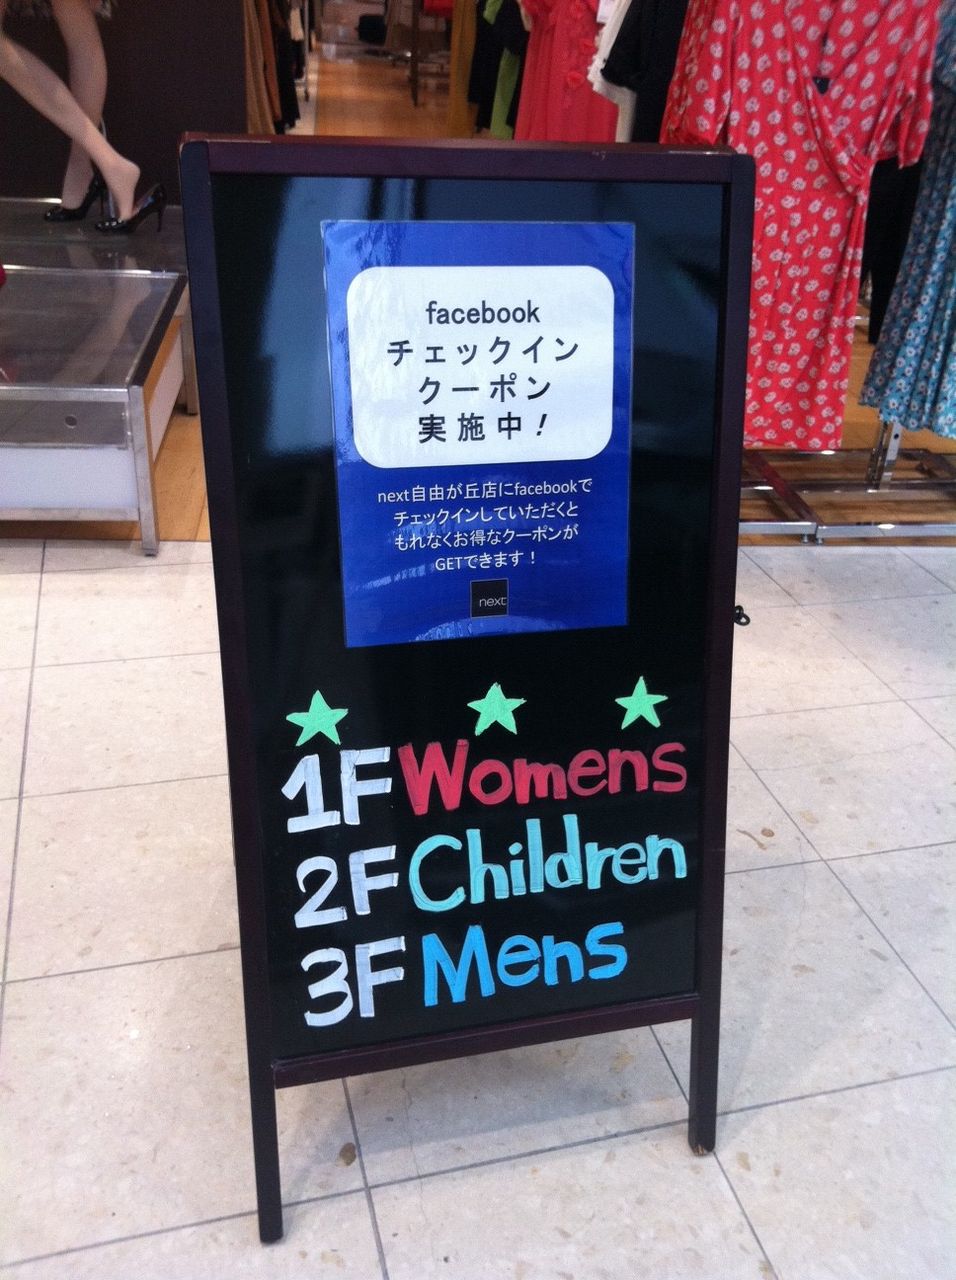 facebook
チェックイン
クーポン
実施中！
next自由が丘店にfacebookで
チェックインしていただくと
もれなくお得なクーポンが
GETできます！
next
1F Womens
2F Children
3F Mens